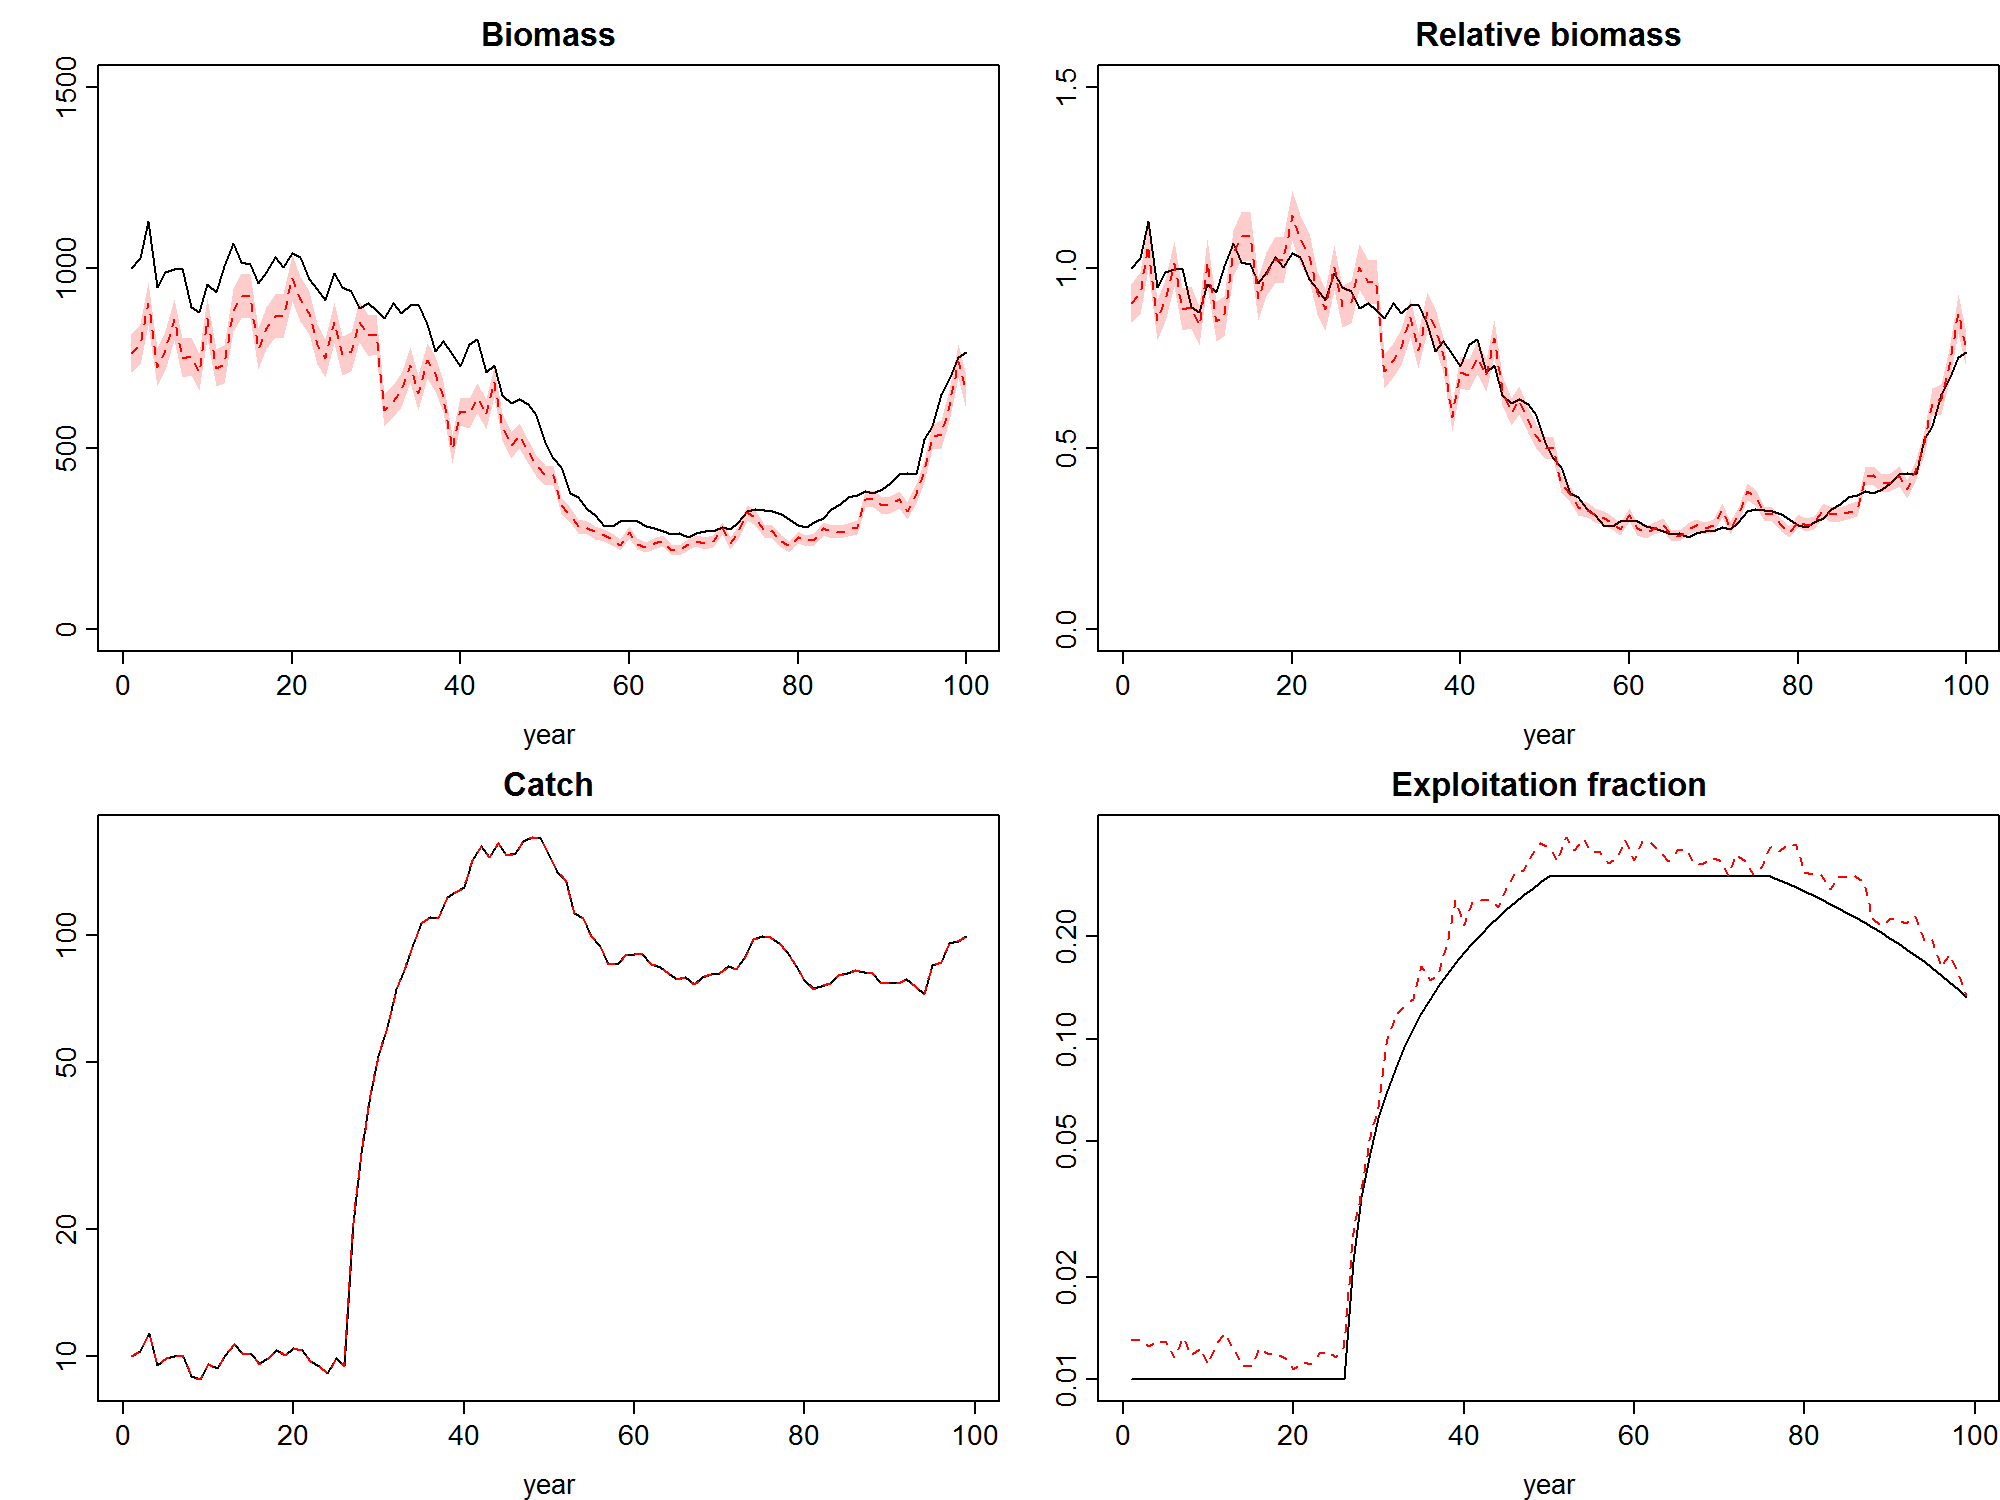 Biomass
1500
1000
500
0
0 20 40 60 80 100
year
Relative biomass
1.5
1.0
0.5
0.0
0 20 40 60 80 100
year
Catch
100
50
20
10
0 20 40 60 80 100
year
Exploitation fraction
0.20
0.10
0.05
0.02
0.01
0 20 40 60 80 100
year